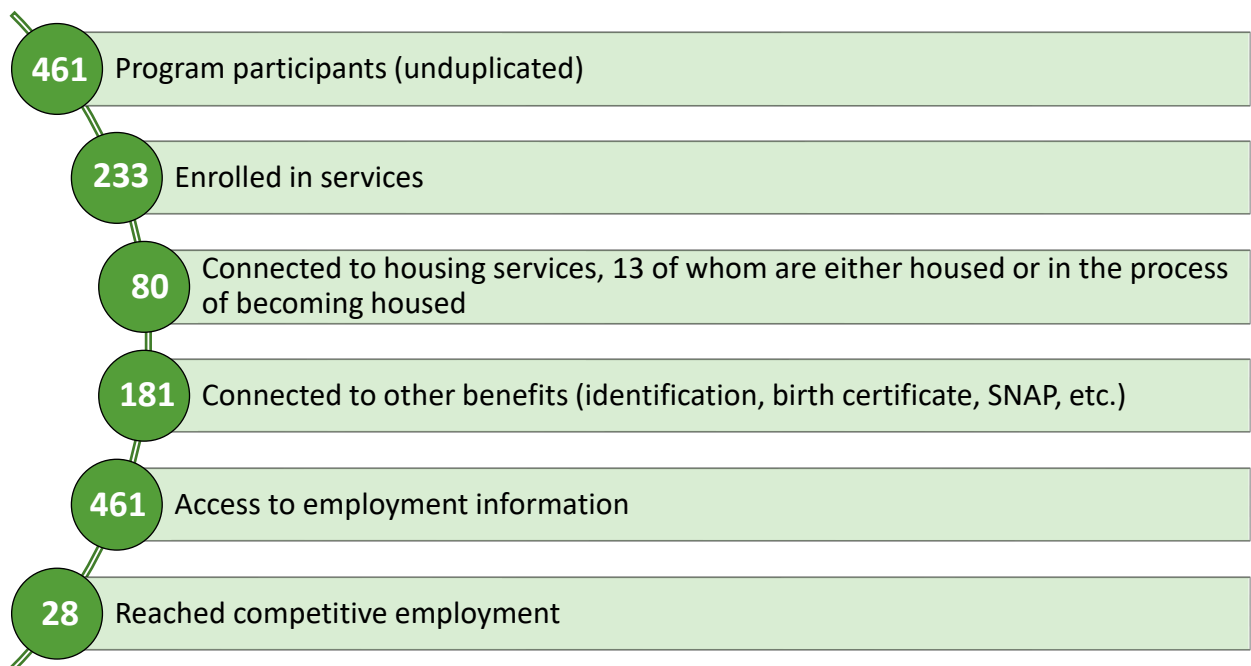 461 Program participants (unduplicated)
233 Enrolled in services
80 Connected to housing services, 13 of whom are either housed or in the process
of becoming housed
181 Connected to other benefits (identification, birth certificate, SNAP, etc.)
461 Access to employment information
28 Reached competitive employment